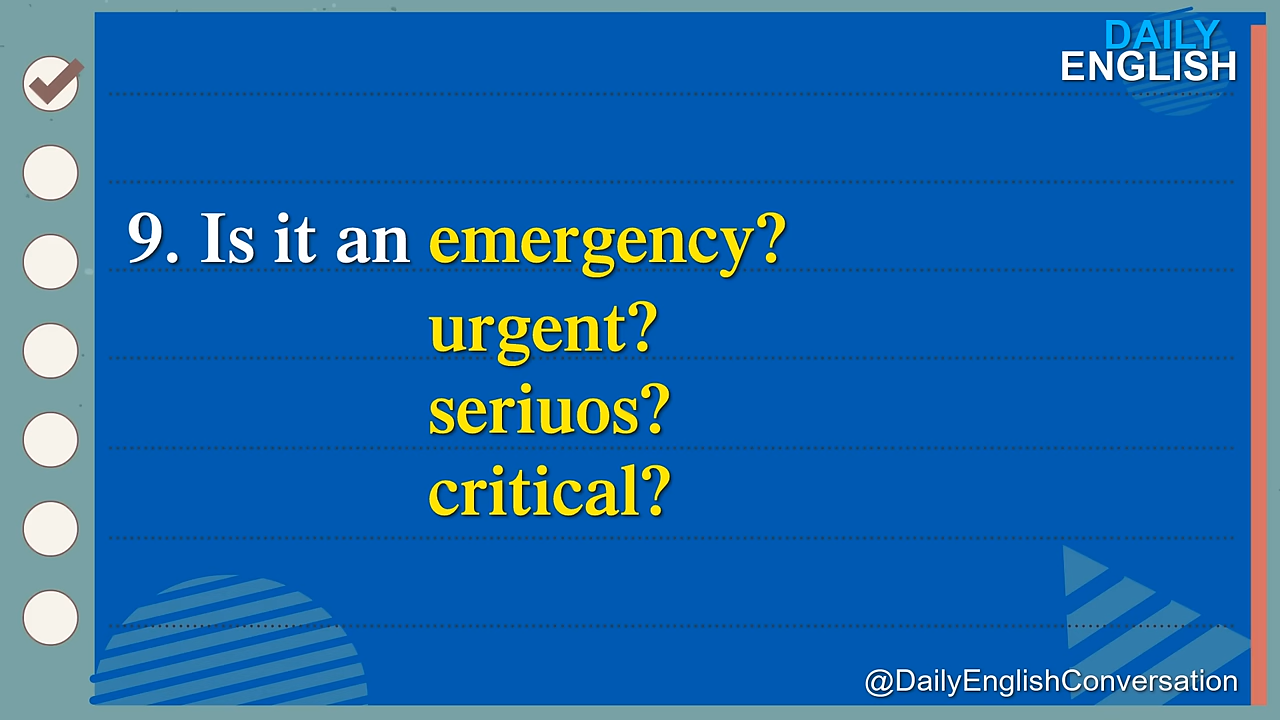 DAILY
ENGLISH
9. Is it an emergency?
urgent?
seriuos?
critical?
@DailyEnglishConversation